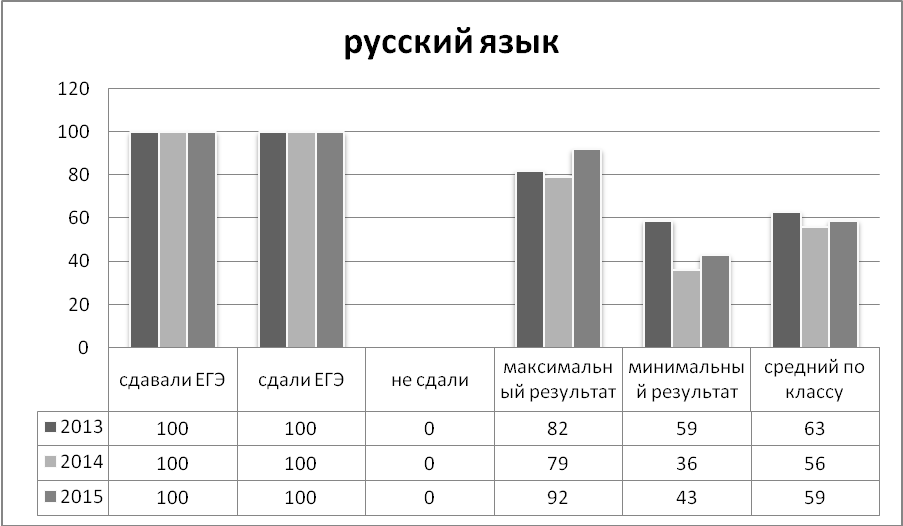 русский язык
120
100
80
60
40
20
0
сдавали ЕГЭ сдали ЕГЭ не сдали максимальн минимальны средний по
ый результат й результат классу
2013 100 100 0 82 59 63
2014 100 100 0 79 36 56
2015 100 100 0 92 43 59